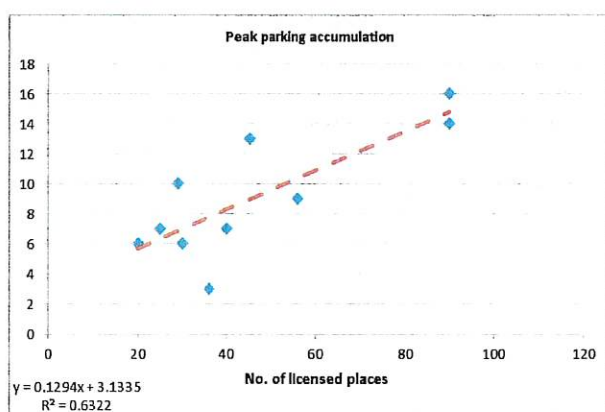 Peak parking accumulation
18
16
14
12
10
8
6
4
2
0
0 20 40 60 80 100 120
No. of licensed places
y = 0.1294x + 3.1335
R² = 0.6322